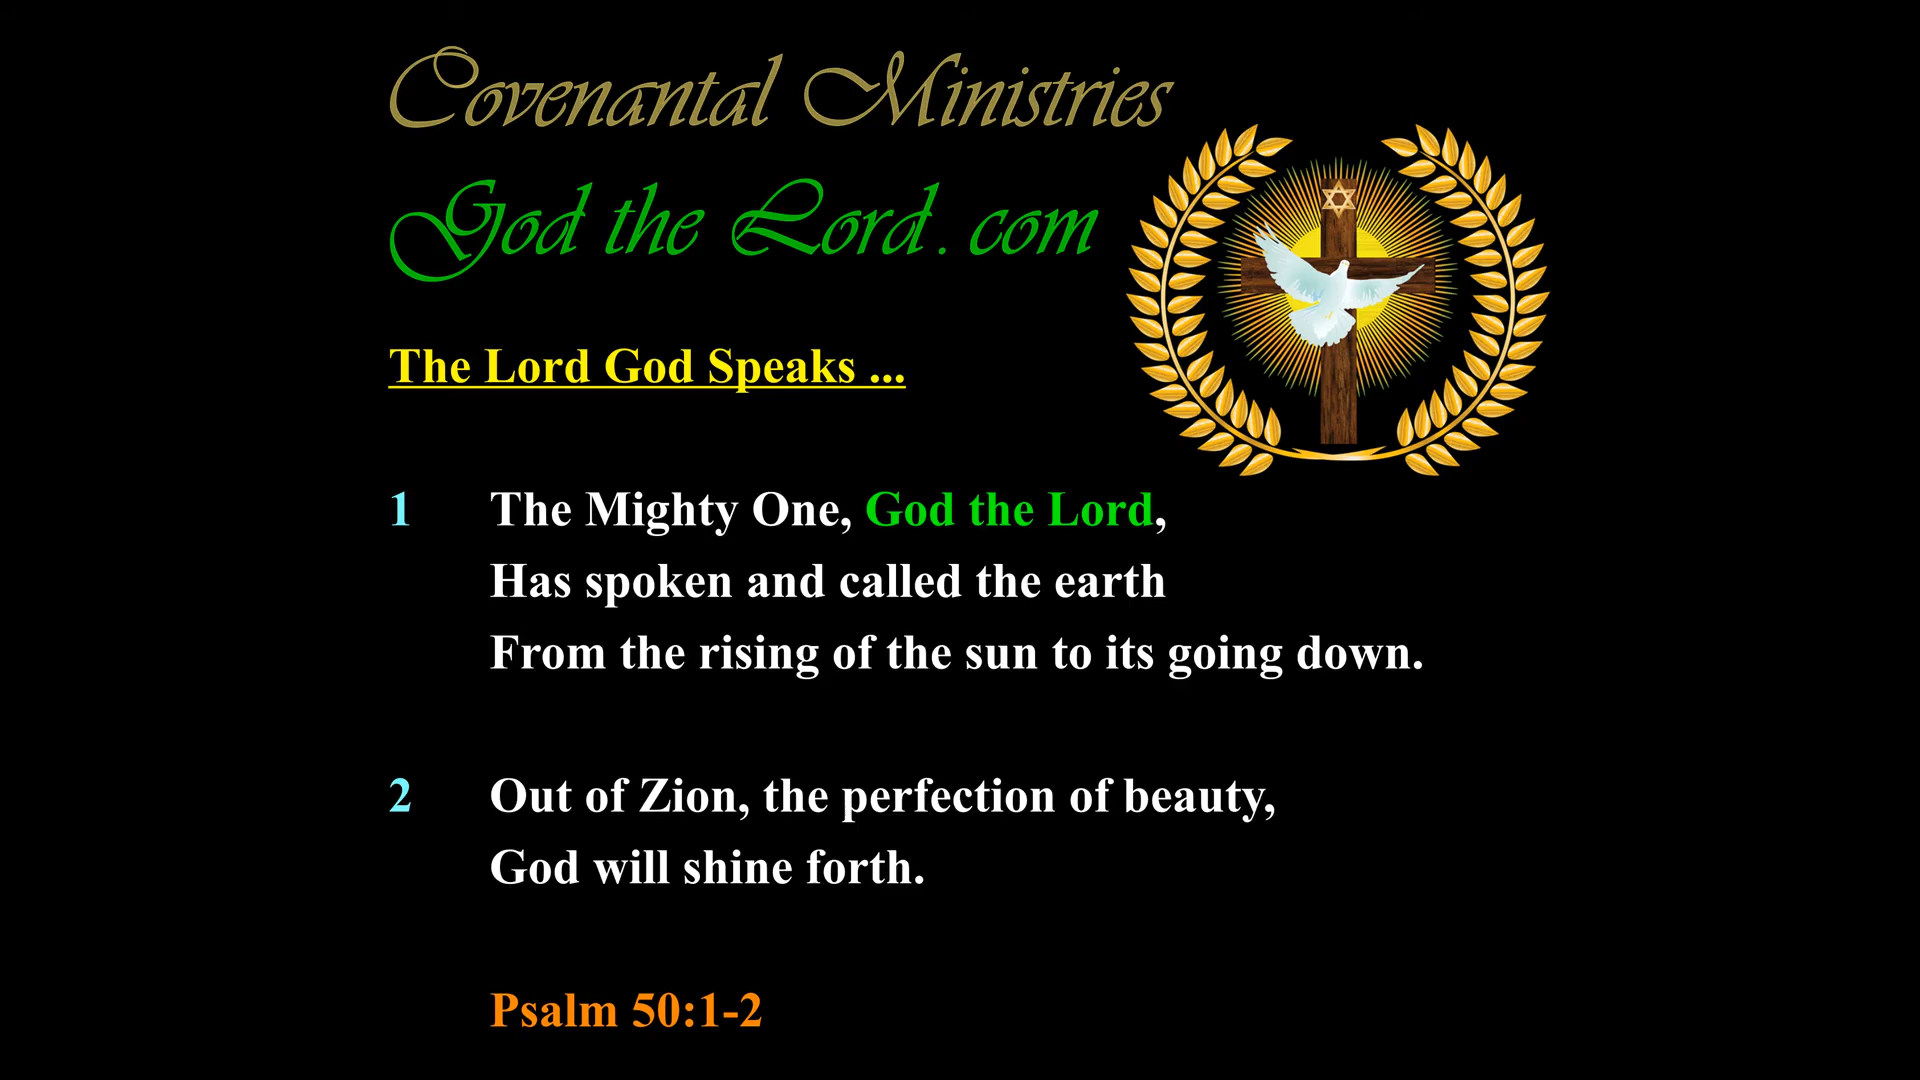 Covenantal Ministries
God the Lord.com
The Lord God Speaks ...
1 The Mighty One, God the Lord,
Has spoken and called the earth
From the rising of the sun to its going down.
2 Out of Zion, the perfection of beauty,
God will shine forth.
Psalm 50:1-2